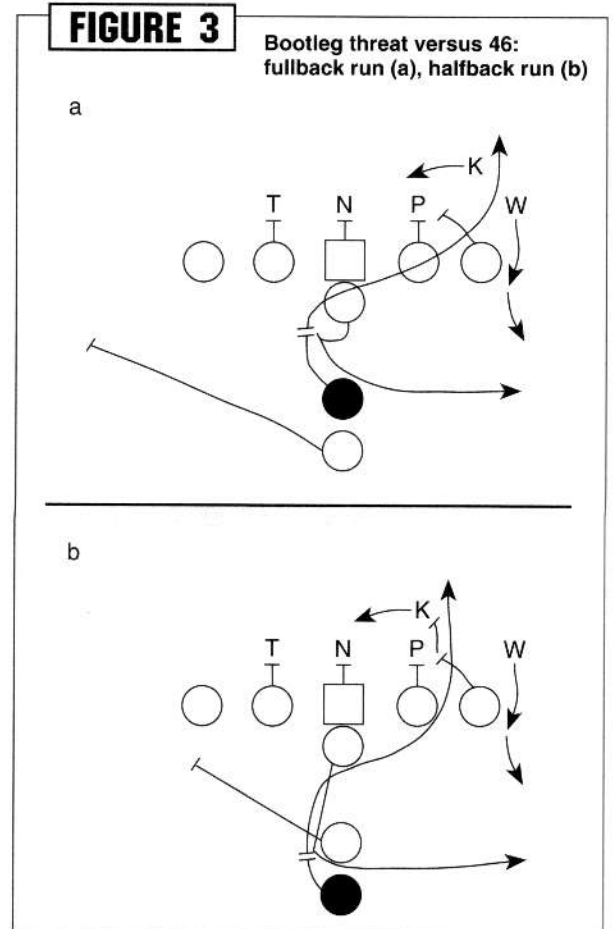 FIGURE 3
Bootleg threat versus 46:
fullback run (a), halfback run (b)
a
K
T N P W
b
K
T N P W